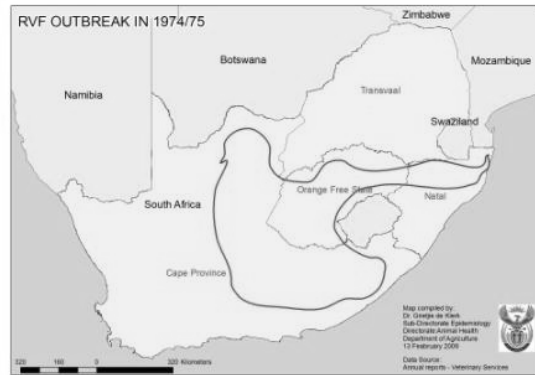 RVF OUTBREAK IN 1974/75
Zimbabwe
Botswana
Mozambique
Namibia
Transvaal
Swaziland
Orange Free State
Natal
South Africa
Cape Province
Map compiled by:
Dr. Grietjie de Klerk
Sub-Directorate Epidemiology
Directorate Animal Health
Department of Agriculture
13 February 2009
Data Source:
Annual reports - Veterinary Services
320 160 0 320 Kilometers